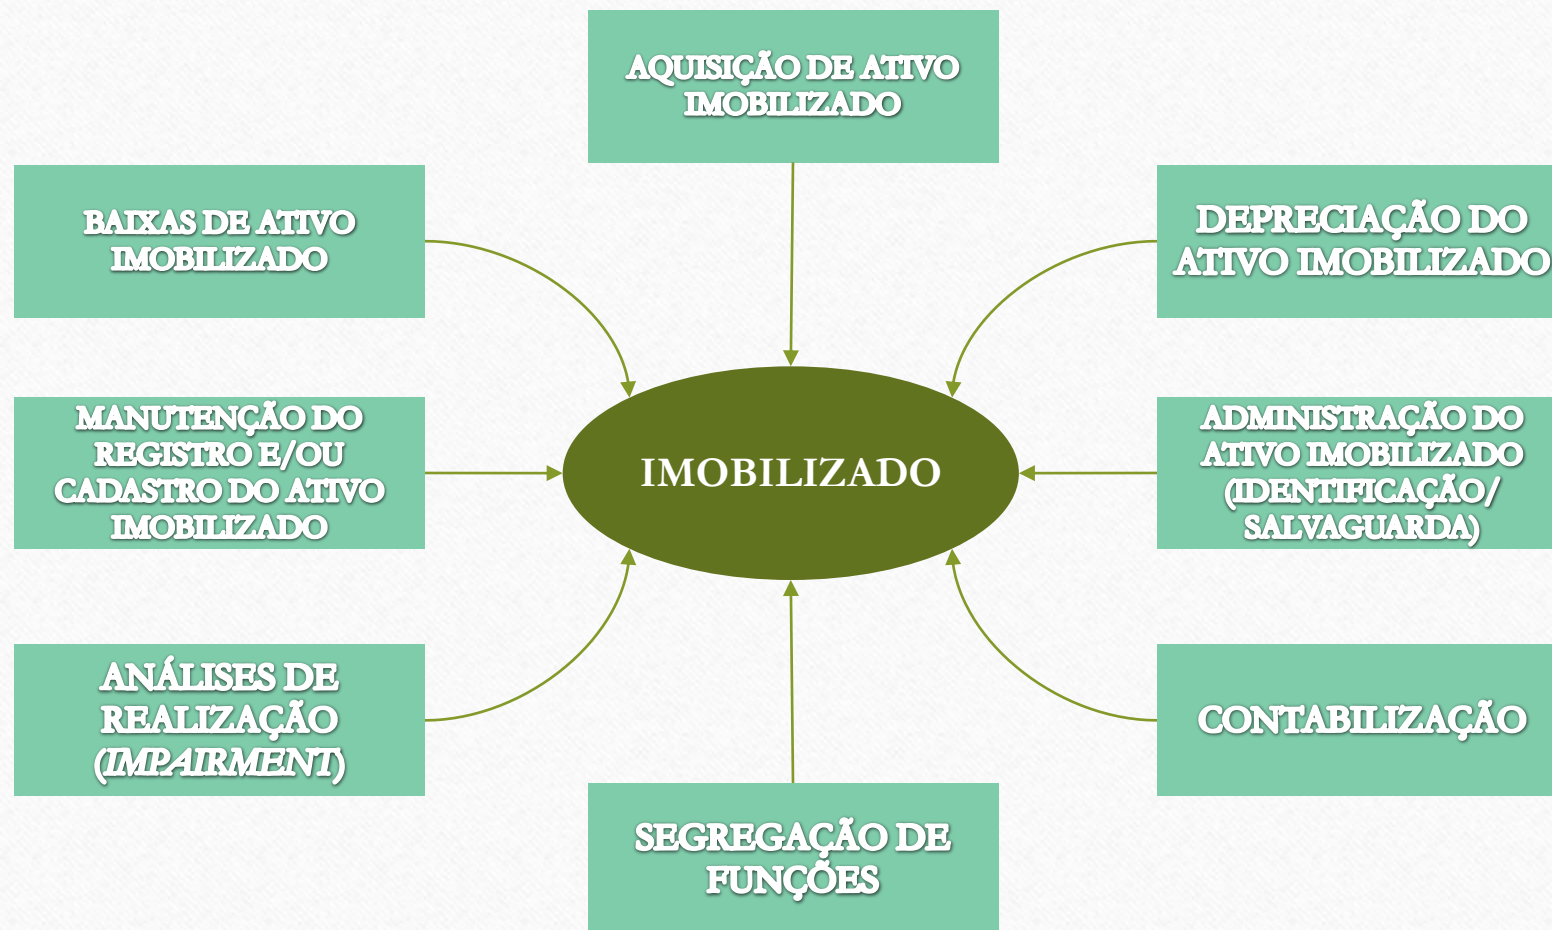 AQUISIÇÃO DE ATIVO
IMOBILIZADO
BAIXAS DE ATIVO
IMOBILIZADO
DEPRECIAÇÃO DO
ATIVO IMOBILIZADO
MANUTENÇÃO DO
REGISTRO E/OU
CADASTRO DO ATIVO
IMOBILIZADO
IMOBILIZADO
ADMINISTRAÇÃO DO
ATIVO IMOBILIZADO
(IDENTIFICAÇÃO/
SALVAGUARDA)
ANÁLISES DE
REALIZAÇÃO
(IMPAIRMENT)
CONTABILIZAÇÃO
SEGREGAÇÃO DE
FUNÇÕES